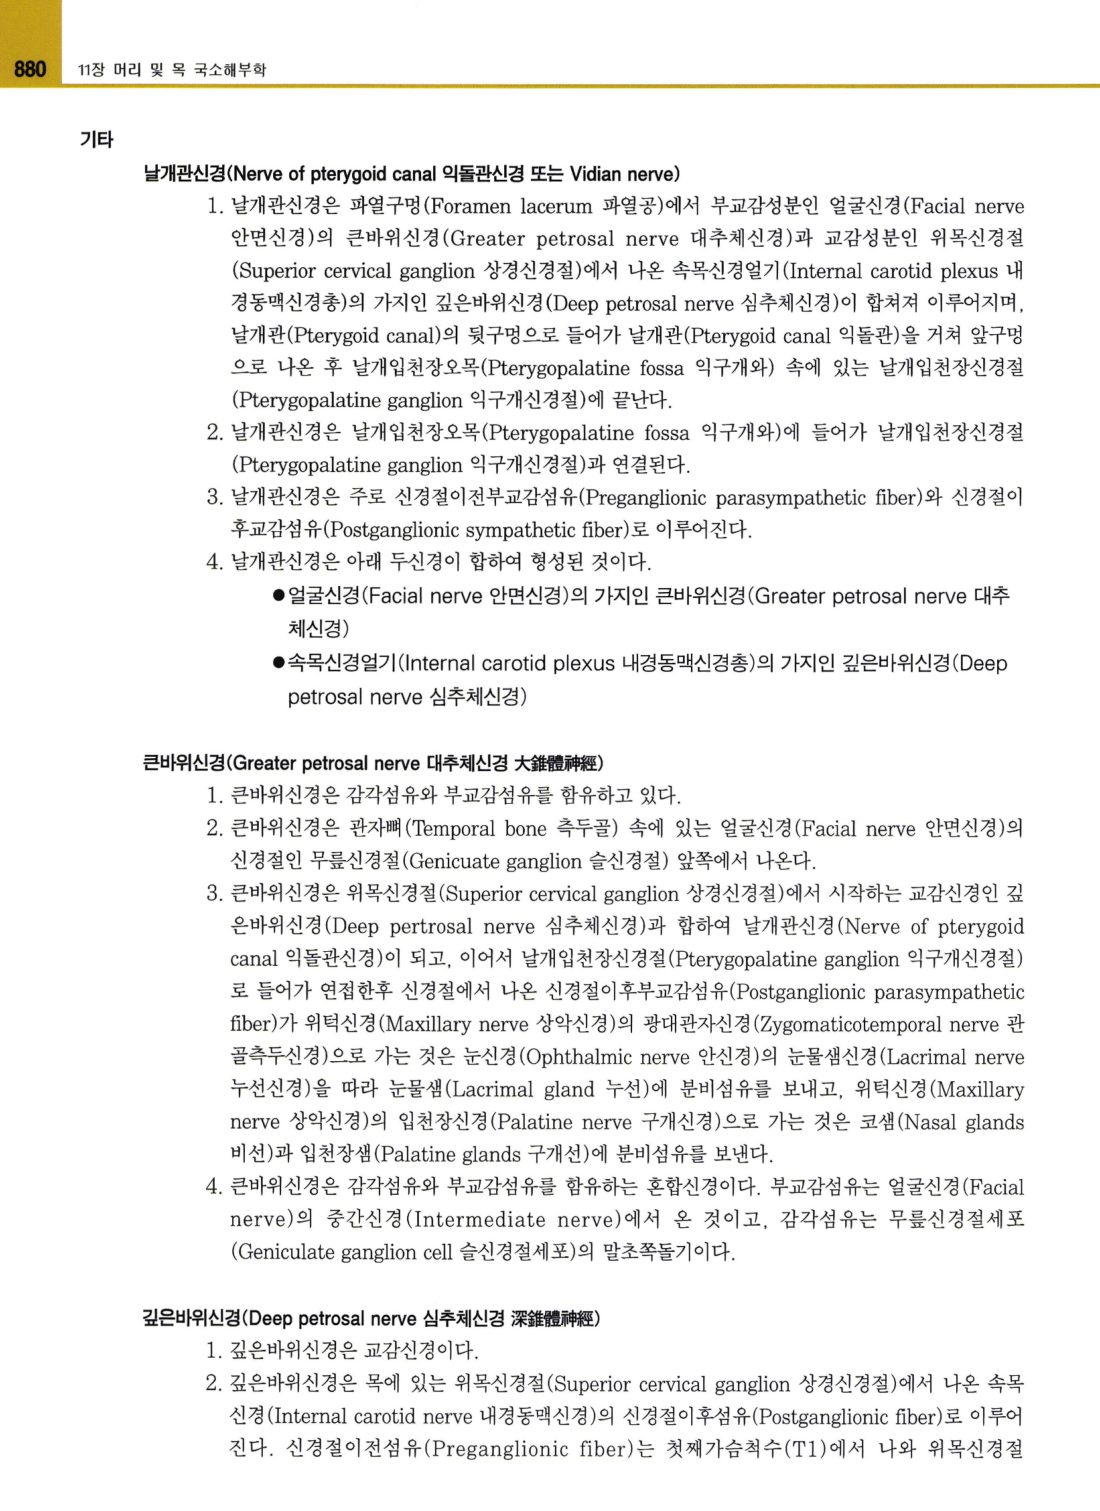 880 11장 머리 및 목 국소해부학
기타
날개관신경(Nerve of pterygoid canal 익돌관신경 또는 Vidian nerve)
1. 날개관신경은 파열구멍(Foramen lacerum 파열공)에서 부교감성분인 얼굴신경(Facial nerve
안면신경)의 큰바위신경(Greater petrosal nerve 대추체신경)과 교감성분인 위목신경절
(Superior cervical ganglion 상경신경절)에서 나온 속목신경얼기(Internal carotid plexus 내
경동맥신경총)의 가지인 깊은바위신경(Deep petrosal nerve 심추체신경)이 합쳐져 이루어지며,
날개관(Pterygoid canal)의 뒷구멍으로 들어가 날개관(Pterygoid canal 익돌관)을 거쳐 앞구멍
으로 나온 후 날개입천장오목(Pterygopalatine fossa 익구개와) 속에 있는 날개입천장신경절
(Pterygopalatine ganglion 익구개신경절)에 끝난다.
2. 날개관신경은 날개입천장오목(Pterygopalatine fossa 익구개와)에 들어가 날개입천장신경절
(Pterygopalatine ganglion 익구개신경절)과 연결된다.
3. 날개관신경은 주로 신경절이전부교감섬유(Preganglionic parasympathetic fiber)와 신경절이
후교감섬유(Postganglionic sympathetic fiber)로 이루어진다.
4. 날개관신경은 아래 두신경이 합하여 형성된 것이다.
●얼굴신경(Facial nerve 안면신경)의 가지인 큰바위신경(Greater petrosal nerve 대추
체신경)
●속목신경얼기(Internal carotid plexus 내경동맥신경총)의 가지인 깊은바위신경(Deep
petrosal nerve 심추체신경)
큰바위신경(Greater petrosal nerve 대추체신경 大錐體神經)
1. 큰바위신경은 감각섬유와 부교감섬유를 함유하고 있다.
2. 큰바위신경은 관자뼈(Temporal bone 측두골) 속에 있는 얼굴신경(Facial nerve 안면신경)의
신경절인 무릎신경절(Genicuate ganglion 슬신경절) 앞쪽에서 나온다.
3. 큰바위신경은 위목신경절(Superior cervical ganglion 상경신경절)에서 시작하는 교감신경인 깊
은바위신경(Deep pertrosal nerve 심추체신경)과 합하여 날개관신경(Nerve of pterygoid
canal 익돌관신경)이 되고, 이어서 날개입천장신경절(Pterygopalatine ganglion 익구개신경절)
로 들어가 연접한후 신경절에서 나온 신경절이후부교감섬유(Postganglionic parasympathetic
fiber)가 위턱신경(Maxillary nerve 상악신경)의 광대관자신경(Zygomaticotemporal nerve 관
골측두신경)으로 가는 것은 눈신경(Ophthalmic nerve 안신경)의 눈물샘신경(Lacrimal nerve
누선신경)을 따라 눈물샘(Lacrimal gland 누선)에 분비섬유를 보내고, 위턱신경(Maxillary
nerve 상악신경)의 입천장신경(Palatine nerve 구개신경)으로 가는 것은 코샘(Nasal glands
비선)과 입천장샘(Palatine glands 구개선)에 분비섬유를 보낸다.
4. 큰바위신경은 감각섬유와 부교감섬유를 함유하는 혼합신경이다. 부교감섬유는 얼굴신경(Facial
nerve)의 중간신경(Intermediate nerve)에서 온 것이고, 감각섬유는 무릎신경절세포
(Geniculate ganglion cell 슬신경절세포)의 말초쪽돌기이다.
깊은바위신경(Deep petrosal nerve 심추체신경 深錐體神經)
1. 깊은바위신경은 교감신경이다.
2. 깊은바위신경은 목에 있는 위목신경절(Superior cervical ganglion 상경신경절)에서 나온 속목
신경(Internal carotid nerve 내경동맥신경)의 신경절이후섬유(Postganglionic fiber)로 이루어
진다. 신경절이전섬유(Preganglionic fiber)는 첫째가슴척수(T1)에서 나와 위목신경절